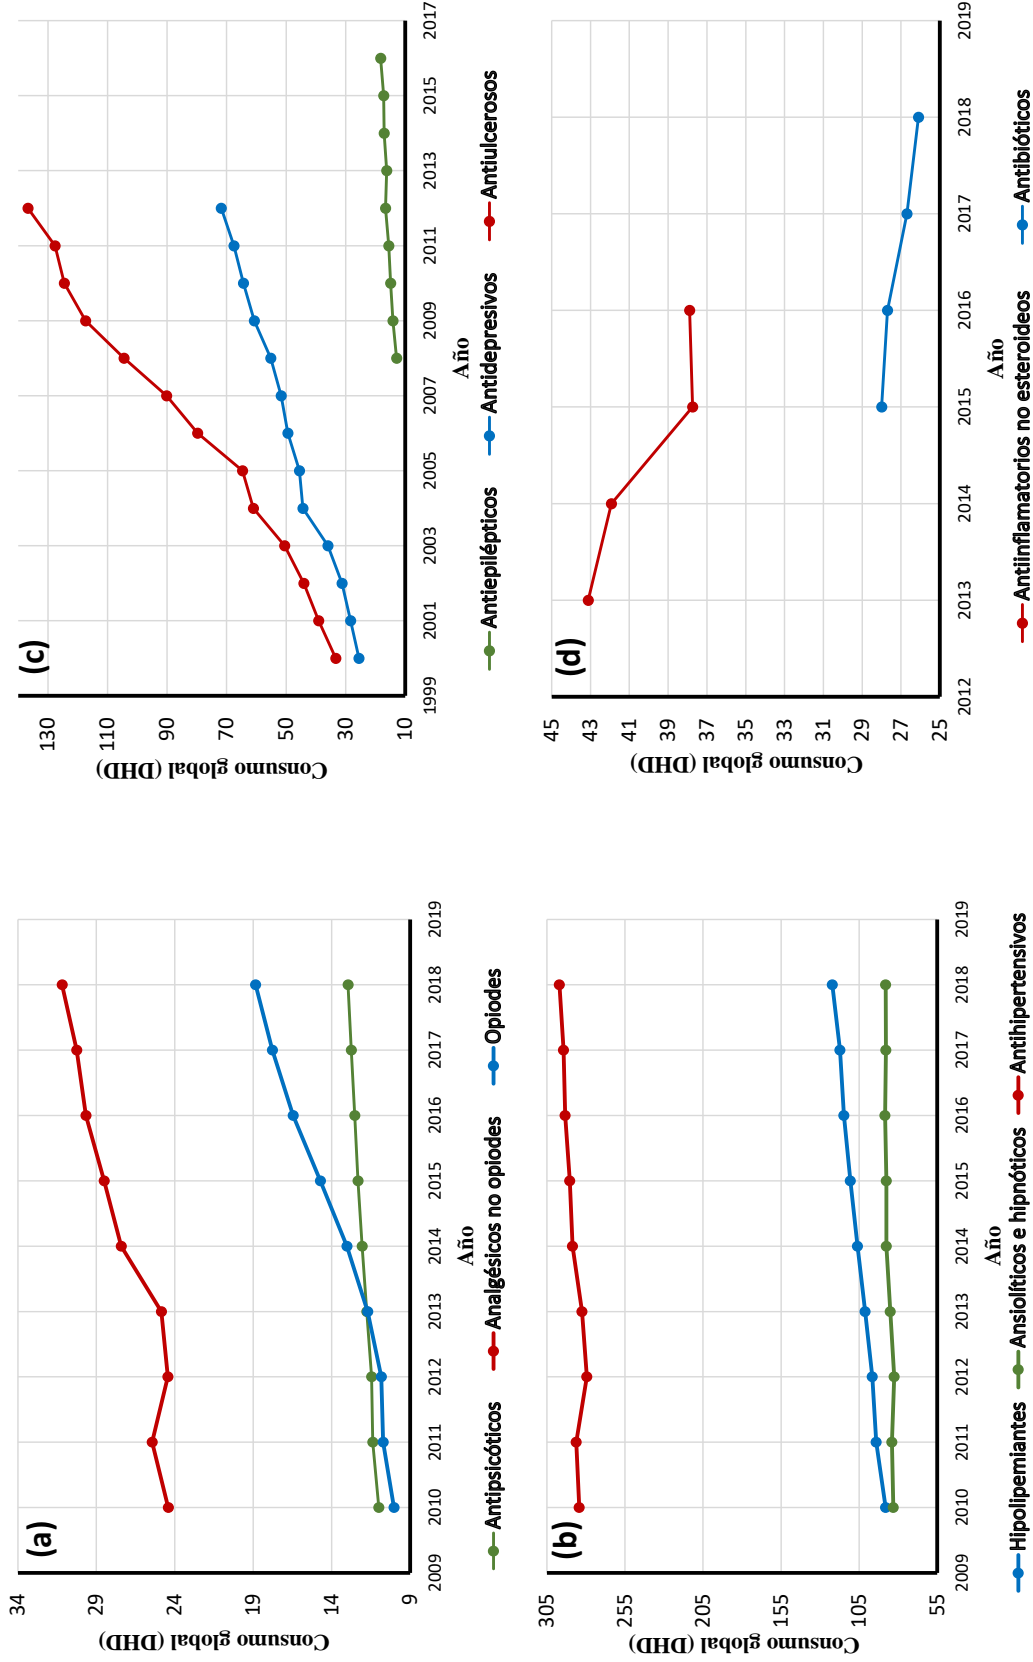 (a)
Consumo global (DHD)
34
29
24
19
14
9
2009 2010 2011 2012 2013 2014 2015 2016 2017 2018 2019
Año
Antipsicóticos Analgésicos no opiodes Opiodes
(c)
Consumo global (DHD)
130
110
90
70
50
30
10
1999 2001 2003 2005 2007 2009 2011 2013 2015 2017
Año
Antiepilépticos Antidepresivos Antiulcerosos
(b)
Consumo global (DHD)
305
255
205
155
105
55
2009 2010 2011 2012 2013 2014 2015 2016 2017 2018 2019
Año
Hipolipemiantes Ansiolíticos e hipnóticos Antihipertensivos
(d)
Consumo global (DHD)
45
43
41
39
37
35
33
31
29
27
25
2012 2013 2014 2015 2016 2017 2018 2019
Año
Antiinflamatorios no esteroideos Antibióticos